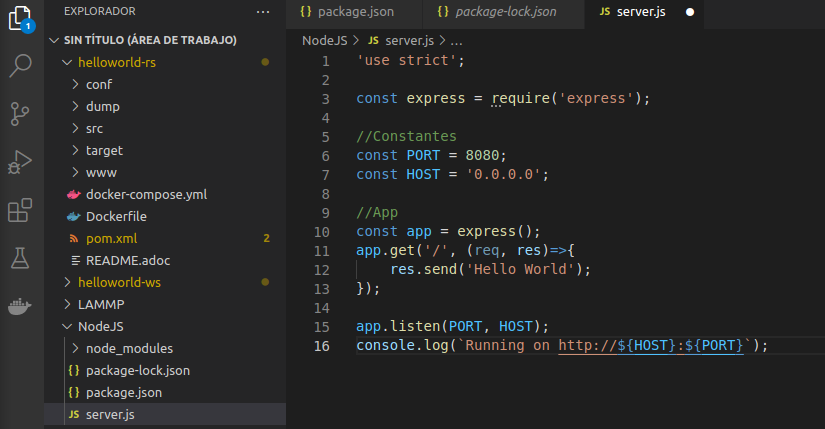 EXPLORADOR
···
SIN TÍTULO (ÁREA DE TRABAJO)
helloworld-rs
conf
dump
src
target
www
docker-compose.yml
Dockerfile
pom.xml 2
README.adoc
helloworld-ws
LAMMP
NodeJS
node_modules
{} package-lock.json
{} package.json
JS server.js
1
{} package.json
{} package-lock.json
JS server.js ●
NodeJS > JS server.js > ...
1 'use strict';
2
3 const express = require('express');
4
5 //Constantes
6 const PORT = 8080;
7 const HOST = '0.0.0.0';
8
9 //App
10 const app = express();
11 app.get('/', (req, res)=>{
12     res.send('Hello World');
13 });
14
15 app.listen(PORT, HOST);
16 console.log(`Running on http://${HOST}:${PORT}`);